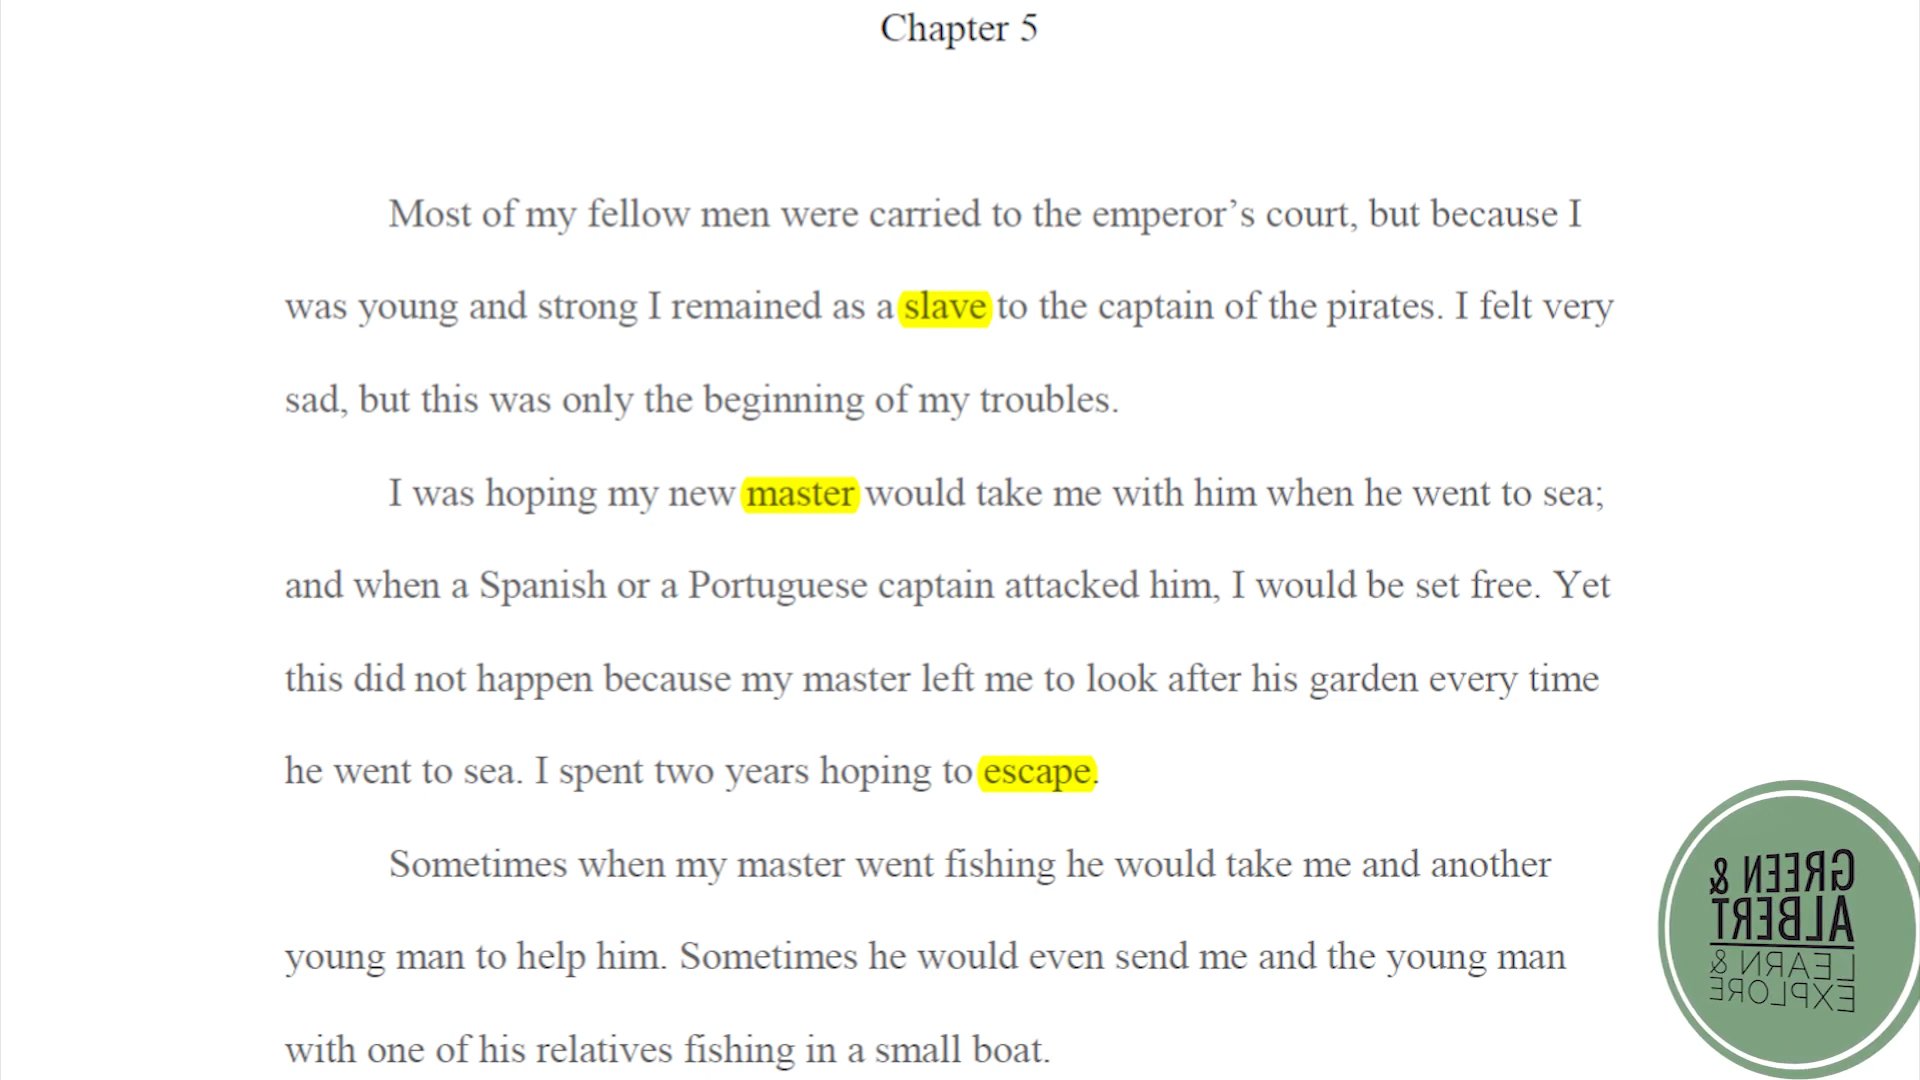 Chapter 5
Most of my fellow men were carried to the emperor’s court, but because I
was young and strong I remained as a slave to the captain of the pirates. I felt very
sad, but this was only the beginning of my troubles.
I was hoping my new master would take me with him when he went to sea;
and when a Spanish or a Portuguese captain attacked him, I would be set free. Yet
this did not happen because my master left me to look after his garden every time
he went to sea. I spent two years hoping to escape.
Sometimes when my master went fishing he would take me and another
young man to help him. Sometimes he would even send me and the young man
with one of his relatives fishing in a small boat.
GREEN &
ALBERT
LEARN &
EXPLORE